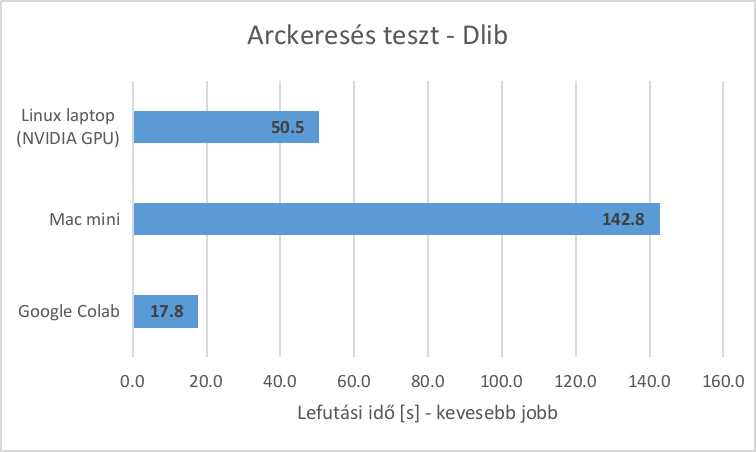 Arckeresés teszt - Dlib
Linux laptop
(NVIDIA GPU)
50.5
Mac mini
142.8
Google Colab
17.8
0.0 20.0 40.0 60.0 80.0 100.0 120.0 140.0 160.0
Lefutási idő [s] - kevesebb jobb